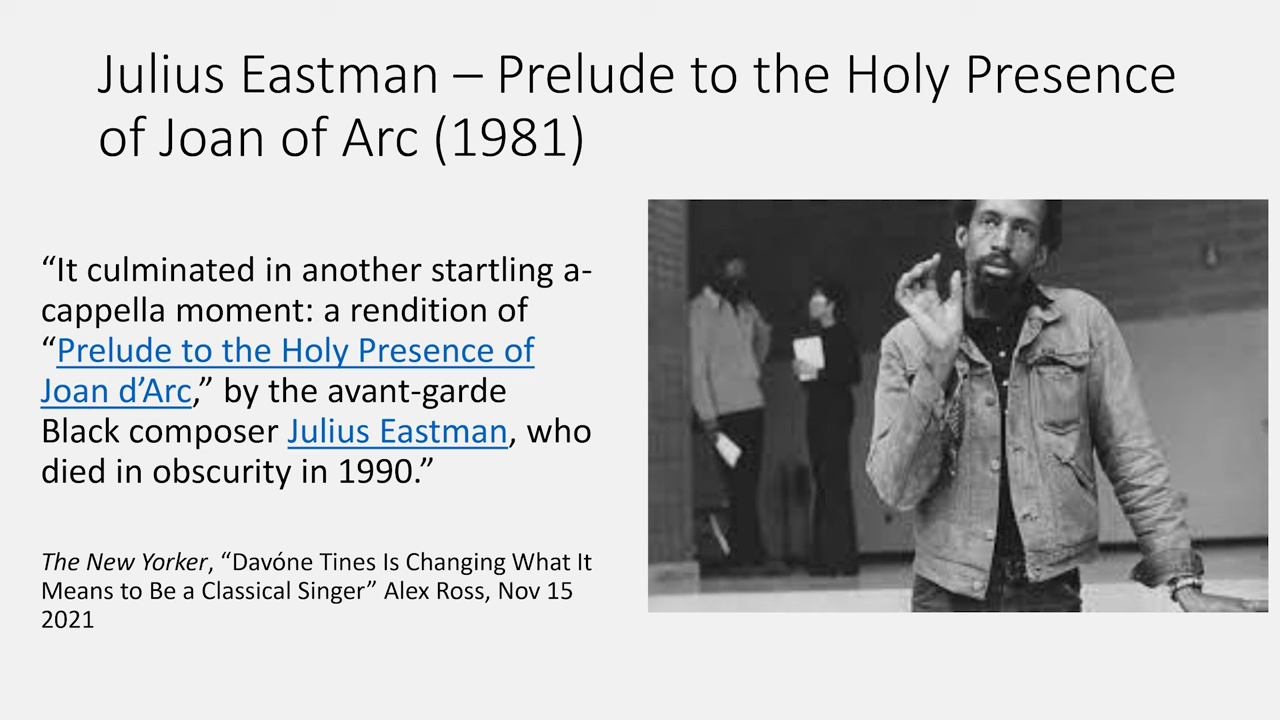 Julius Eastman – Prelude to the Holy Presence
of Joan of Arc (1981)
“It culminated in another startling a-
cappella moment: a rendition of
“Prelude to the Holy Presence of
Joan d’Arc,” by the avant-garde
Black composer Julius Eastman, who
died in obscurity in 1990.”
The New Yorker, “Davóne Tines Is Changing What It
Means to Be a Classical Singer” Alex Ross, Nov 15
2021